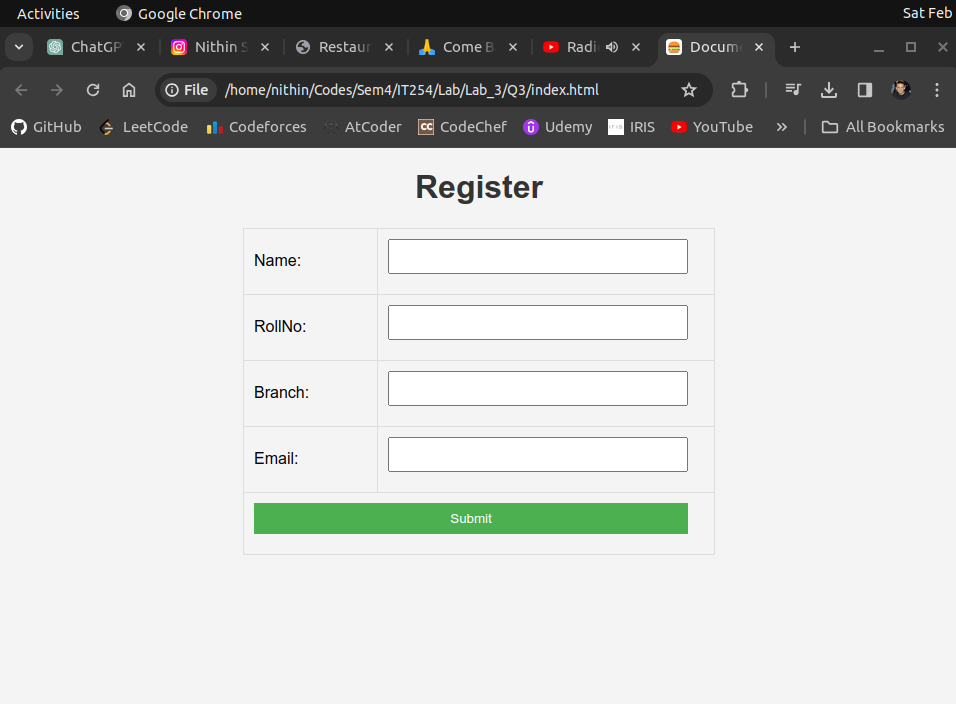 Activities Google Chrome Sat Feb
ChatGP Nithin S Restaur Come B Radi Docum
File /home/nithin/Codes/Sem4/IT254/Lab/Lab_3/Q3/index.html
GitHub LeetCode Codeforces AtCoder CC CodeChef Udemy IRIS YouTube » All Bookmarks
Register
Name:
RollNo:
Branch:
Email:
Submit